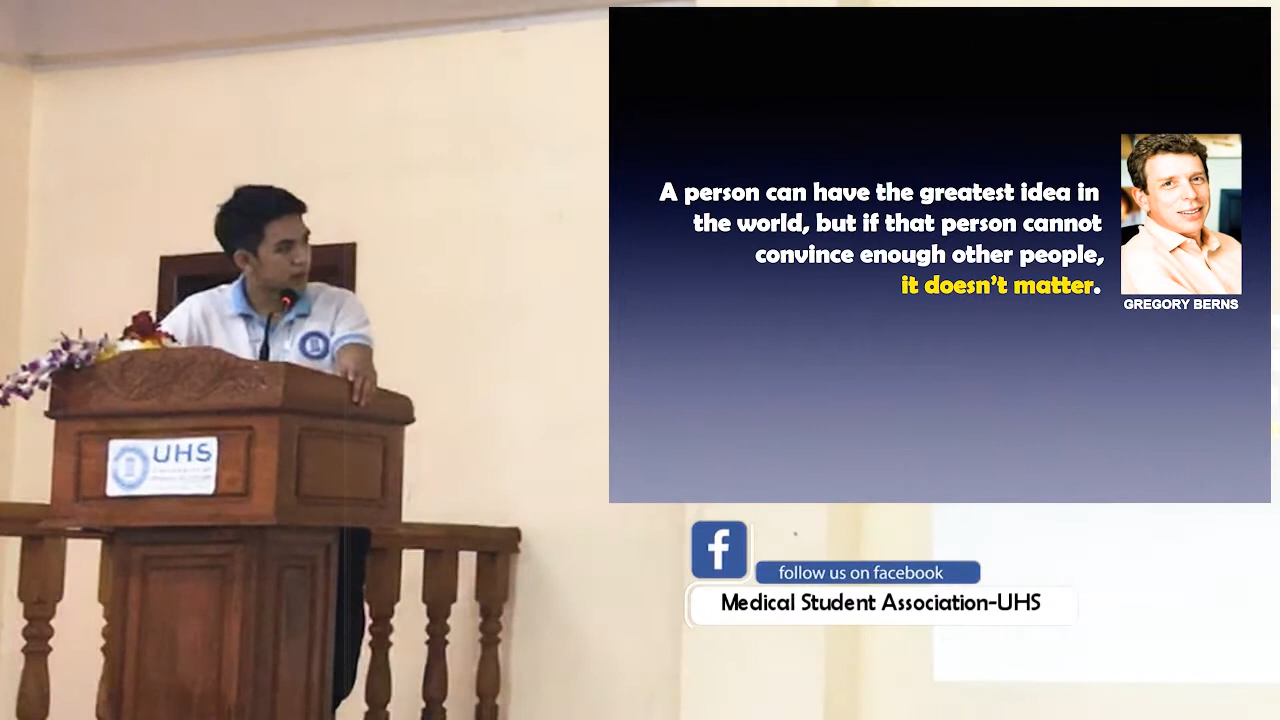 A person can have the greatest idea in
the world, but if that person cannot
convince enough other people,
it doesn't matter.
GREGORY BERNS
UHS
f
follow us on facebook
Medical Student Association-UHS